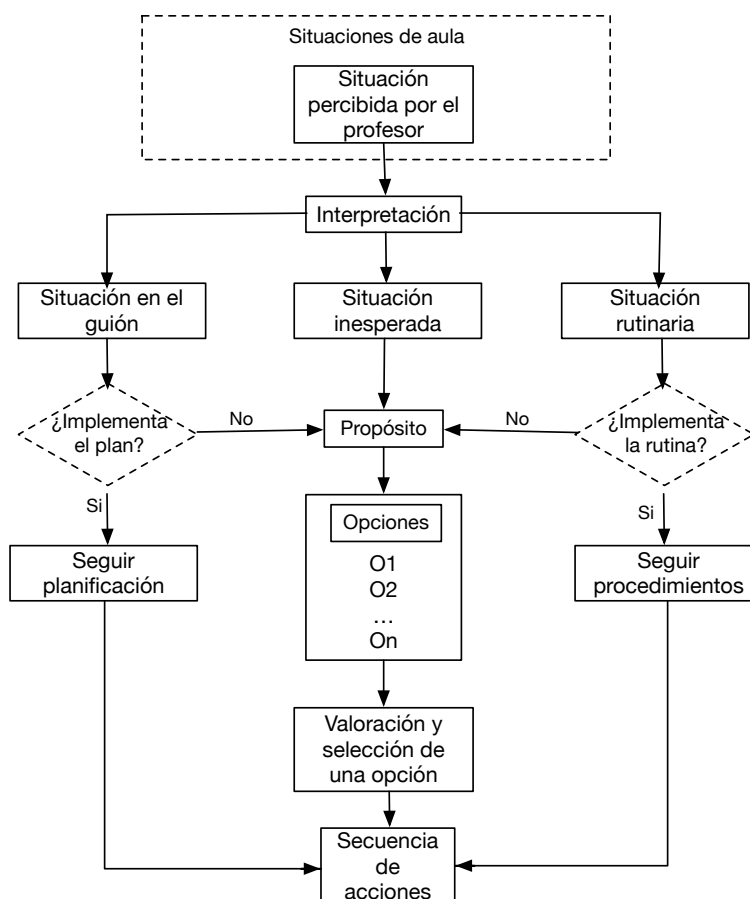 Situaciones de aula
Situación
percibida por el
profesor
Interpretación
Situación en el
guión
Situación
inesperada
Situación
rutinaria
¿Implementa
el plan?
No
Propósito
No
¿Implementa
la rutina?
Si
Si
Opciones
O1
O2
...
On
Seguir
planificación
Seguir
procedimientos
Valoración y
selección de
una opción
Secuencia
de
acciones